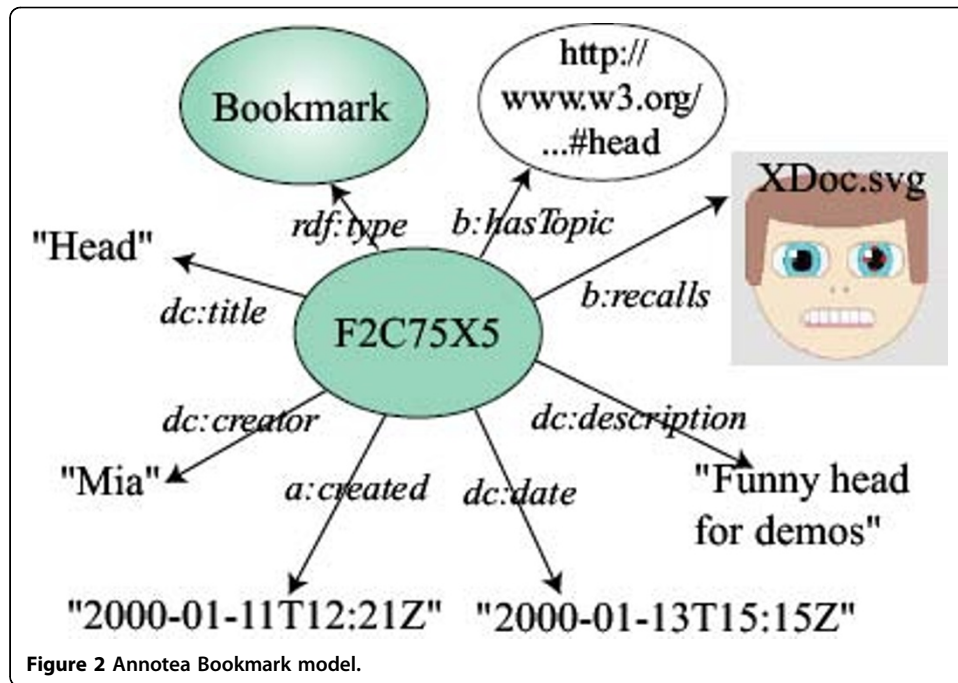 Bookmark
http://
www.w3.org/
...#head
XDoc.svg
rdf:type
b:hasTopic
"Head"
b:recalls
dc:title
F2C75X5
dc:creator
dc:description
"Mia"
a:created
dc:date
"Funny head
for demos"
"2000-01-11T12:21Z"
"2000-01-13T15:15Z"
Figure 2 Annotea Bookmark model.